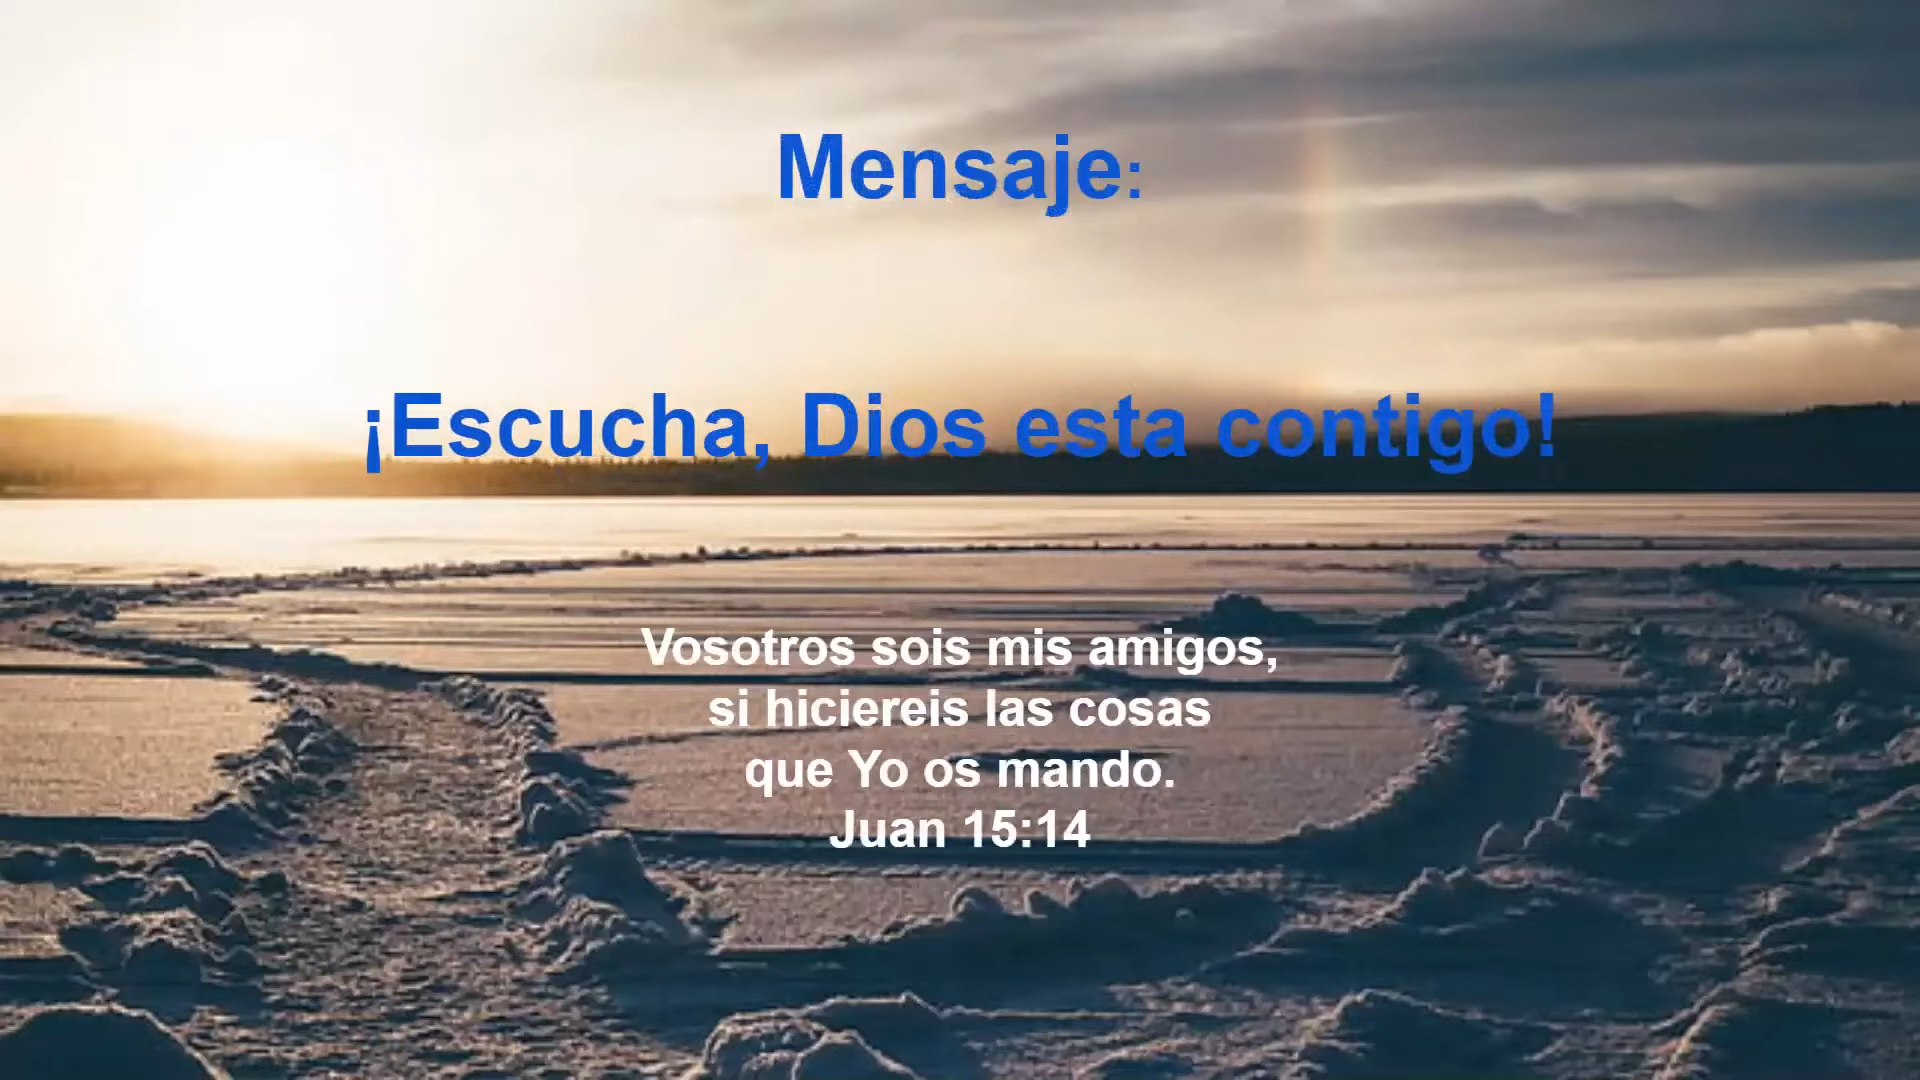 Mensaje:
¡Escucha, Dios esta contigo!
Vosotros sois mis amigos,
si hiciereis las cosas
que Yo os mando.
Juan 15:14